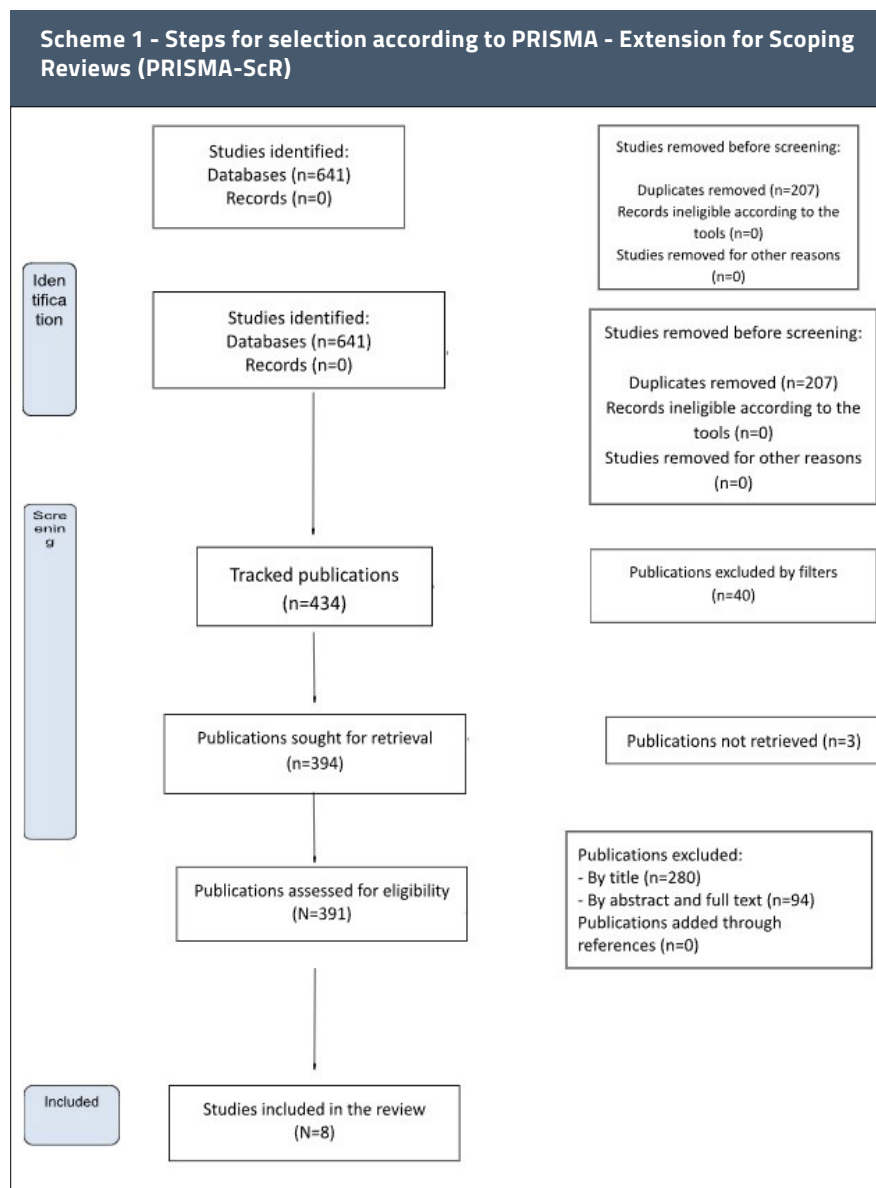 Scheme 1 - Steps for selection according to PRISMA - Extension for Scoping
Reviews (PRISMA-ScR)
Studies identified:
Databases (n=641)
Records (n=0)
Studies removed before screening:
Duplicates removed (n=207)
Records ineligible according to the
tools (n=0)
Studies removed for other reasons
(n=0)
Iden
tifica
tion
Studies identified:
Databases (n=641)
Records (n=0)
Studies removed before screening:
Duplicates removed (n=207)
Records ineligible according to the
tools (n=0)
Studies removed for other reasons
(n=0)
Scre
enin
g
Tracked publications
(n=434)
Publications excluded by filters
(n=40)
Publications sought for retrieval
(n=394)
Publications not retrieved (n=3)
Publications assessed for eligibility
(N=391)
Publications excluded:
- By title (n=280)
- By abstract and full text (n=94)
Publications added through
references (n=0)
Included
Studies included in the review
(N=8)